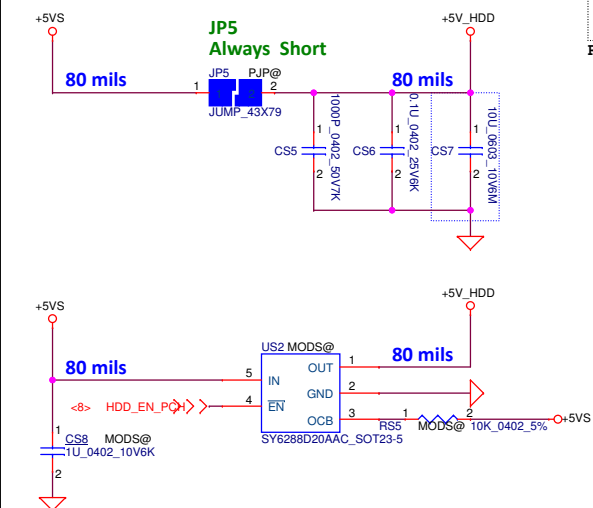 +5VS
JP5
Always Short
+5V_HDD
80 mils
JP5 PJP@
1 2
JUMP_43X79
80 mils
1
CS5
2
1000P_0402_50V7K
1
CS6
2
0.1U_0402_25V6K
1
CS7
2
10U_0603_10V6M
+5VS
+5V_HDD
80 mils
US2 MODS@
80 mils
5 IN OUT 1
GND 2
<8> HDD_EN_PCH 4 EN
OCB 3
SY6288D20AAC_SOT23-5
RS5
1 2
MODS@ 10K_0402_5%
+5VS
1
CS8 MODS@
1U_0402_10V6K
2